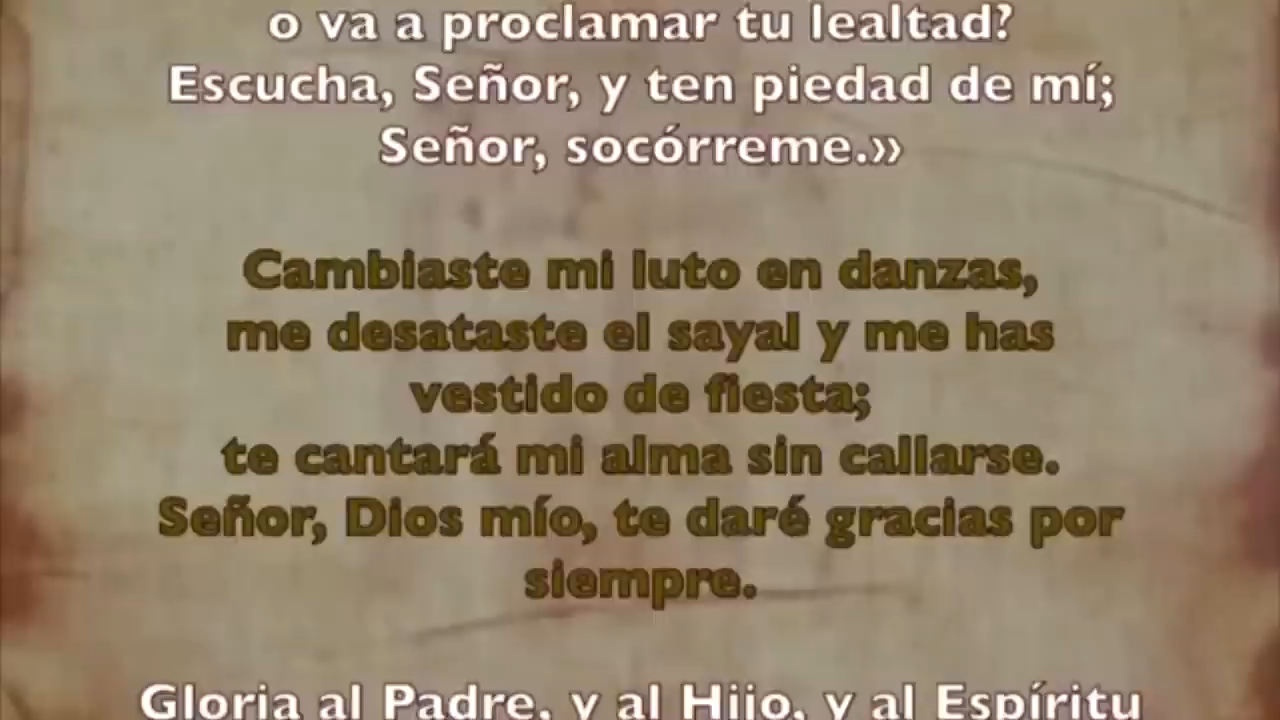 o va a proclamar tu lealtad?
Escucha, Señor, y ten piedad de mí;
Señor, socórreme.»
Cambiaste mi luto en danzas,
me desataste el sayal y me has
vestido de fiesta;
te cantará mi alma sin callarse.
Señor, Dios mío, te daré gracias por
siempre.
Gloria al Padre, y al Hijo, y al Espíritu